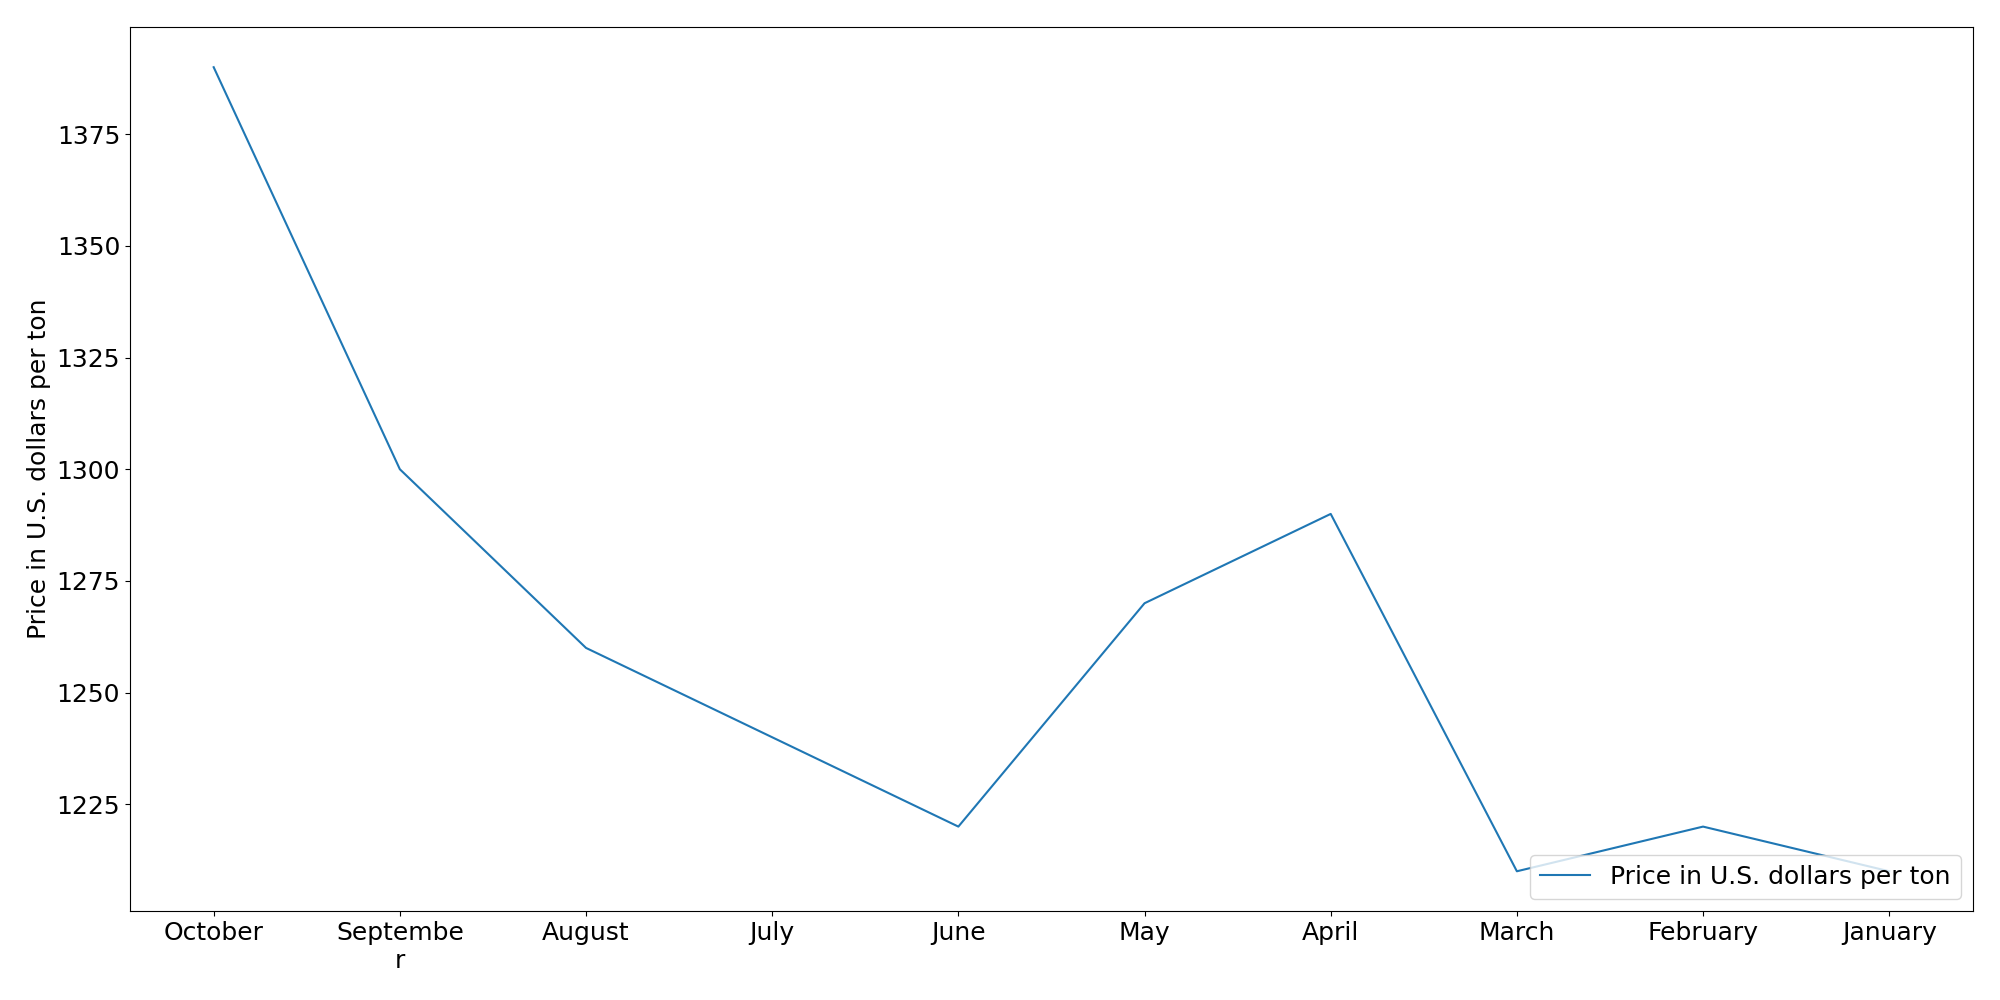 Price in U.S. dollars per ton
1375
1350
1325
1300
1275
1250
1225
October
Septembe
r
August
July
June
May
April
March
February
January
Price in U.S. dollars per ton